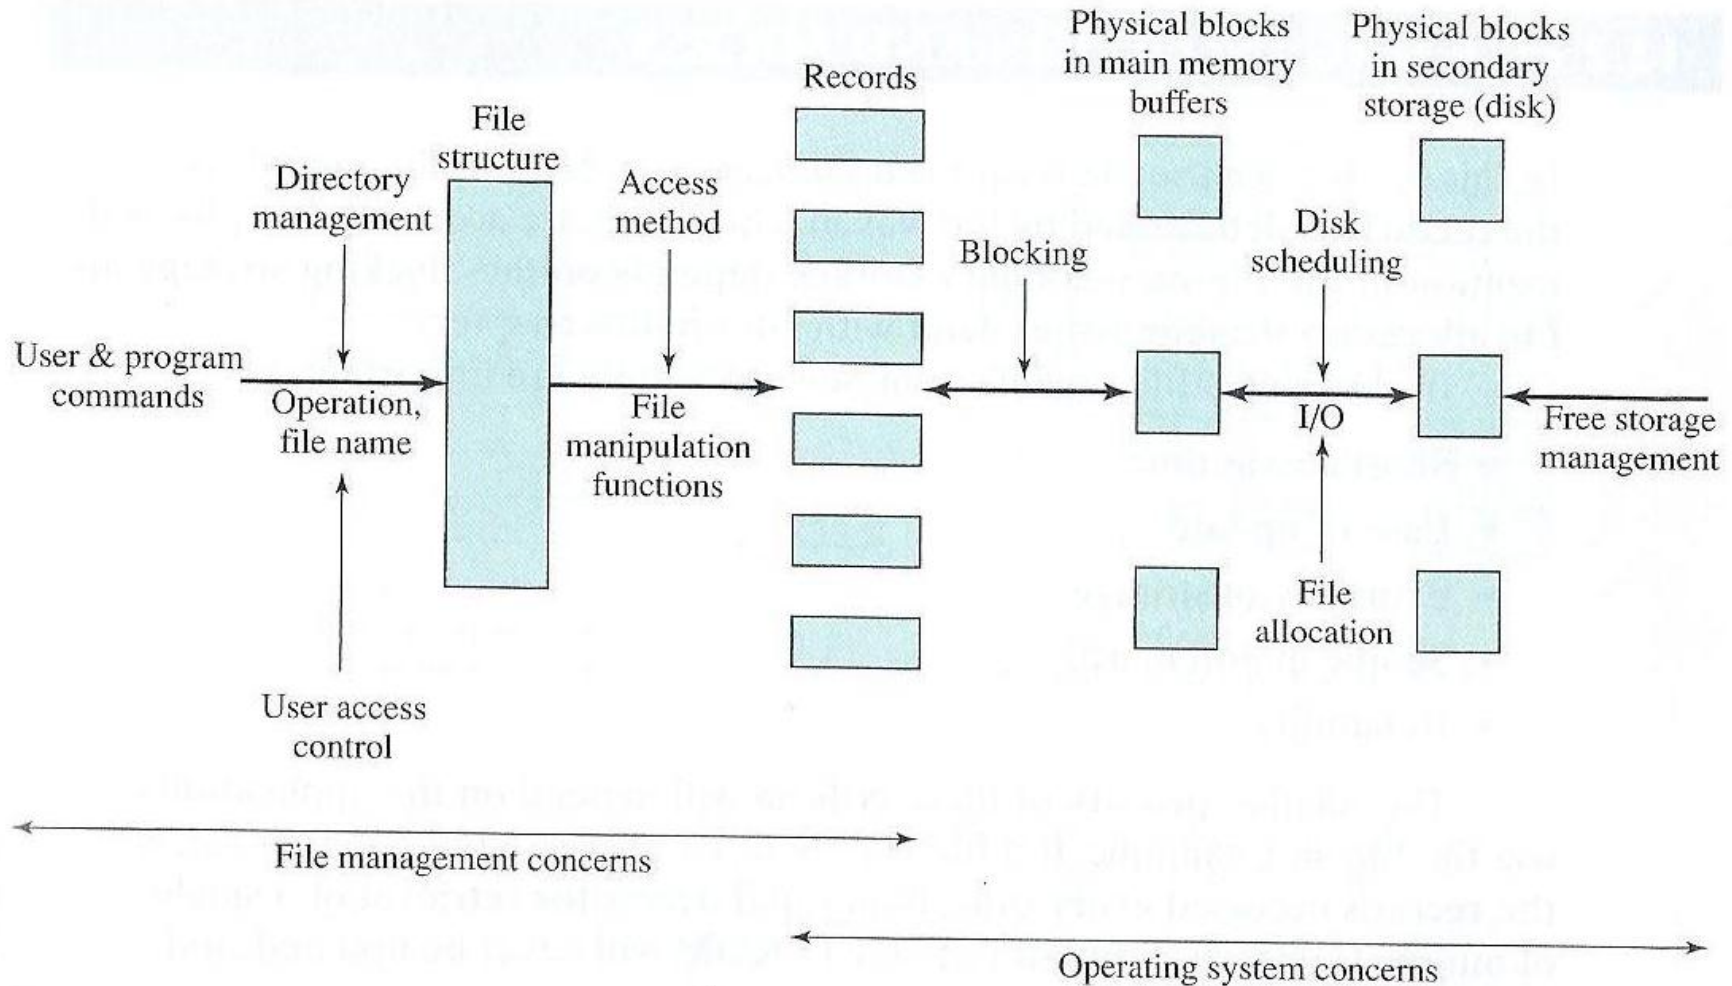 Physical blocks
in main memory
buffers
Physical blocks
in secondary
storage (disk)
Records
File
structure
Directory
management
Access
method
Blocking
Disk
scheduling
User & program
commands
Operation,
file name
File
manipulation
functions
I/O
Free storage
management
File
allocation
User access
control
File management concerns
Operating system concerns